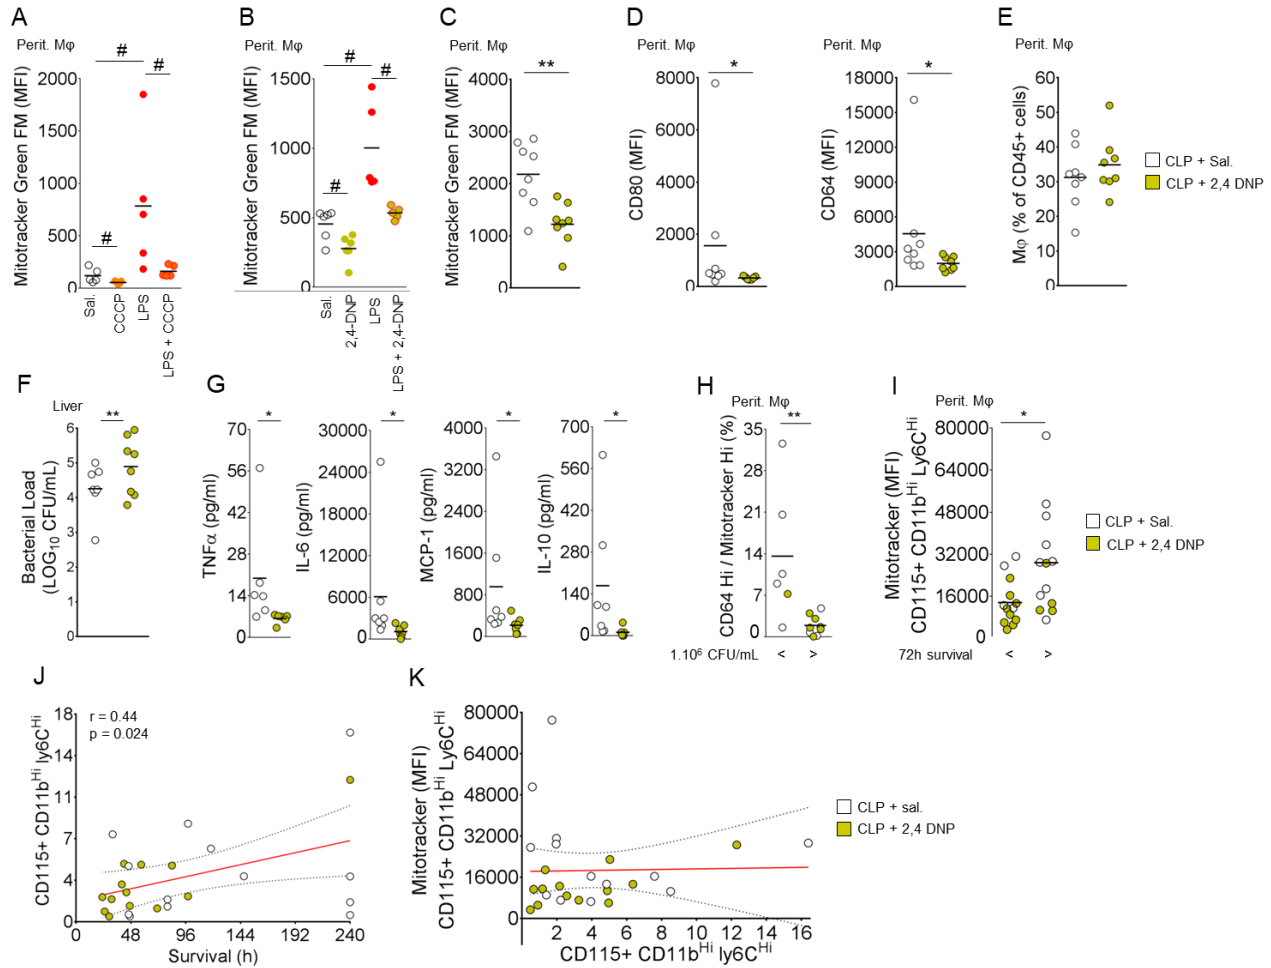 A
Perit. Mφ
Mitotracker Green FM (MFI)
2000
1500
1000
500
0
#
#
#
Sal.
CCCP
LPS
LPS + CCCP
B
Perit. Mφ
Mitotracker Green FM (MFI)
1500
1000
500
0
#
#
#
Sal.
2,4-DNP
LPS
LPS + 2,4-DNP
C
Perit. Mφ
Mitotracker Green FM (MFI)
4000
3000
2000
1000
0
**
D
Perit. Mφ
CD80 (MFI)
8000
6000
4000
2000
0
*
Perit. Mφ
CD64 (MFI)
18000
15000
12000
9000
6000
3000
0
*
E
Perit. Mφ
Mφ (% of CD45+ cells)
60
50
40
30
20
10
0
CLP + Sal.
CLP + 2,4 DNP
F
Liver
Bacterial Load
(LOG10 CFU/mL)
6
5
4
3
2
1
0
**
G
TNFα (pg/ml)
70
56
42
28
14
0
*
IL-6 (pg/ml)
30000
24000
18000
12000
6000
0
*
MCP-1 (pg/ml)
4000
3200
2400
1600
800
0
*
IL-10 (pg/ml)
700
560
420
280
140
0
*
H
Perit. Mφ
CD64 Hi / Mitotracker Hi (%)
35
28
21
14
7
0
**
1.10⁶ CFU/mL < >
I
Perit. Mφ
Mitotracker (MFI)
CD115+ CD11bHi Ly6CHi
80000
64000
48000
32000
16000
0
*
72h survival < >
CLP + Sal.
CLP + 2,4 DNP
J
CD115+ CD11bHi ly6CHi
18
14
11
7
4
0
r = 0.44
p = 0.024
0 48 96 144 192 240
Survival (h)
K
Mitotracker (MFI)
CD115+ CD11bHi Ly6CHi
80000
64000
48000
32000
16000
0
0 2 4 6 8 10 12 14 16
CD115+ CD11bHi ly6CHi
CLP + sal.
CLP + 2,4 DNP